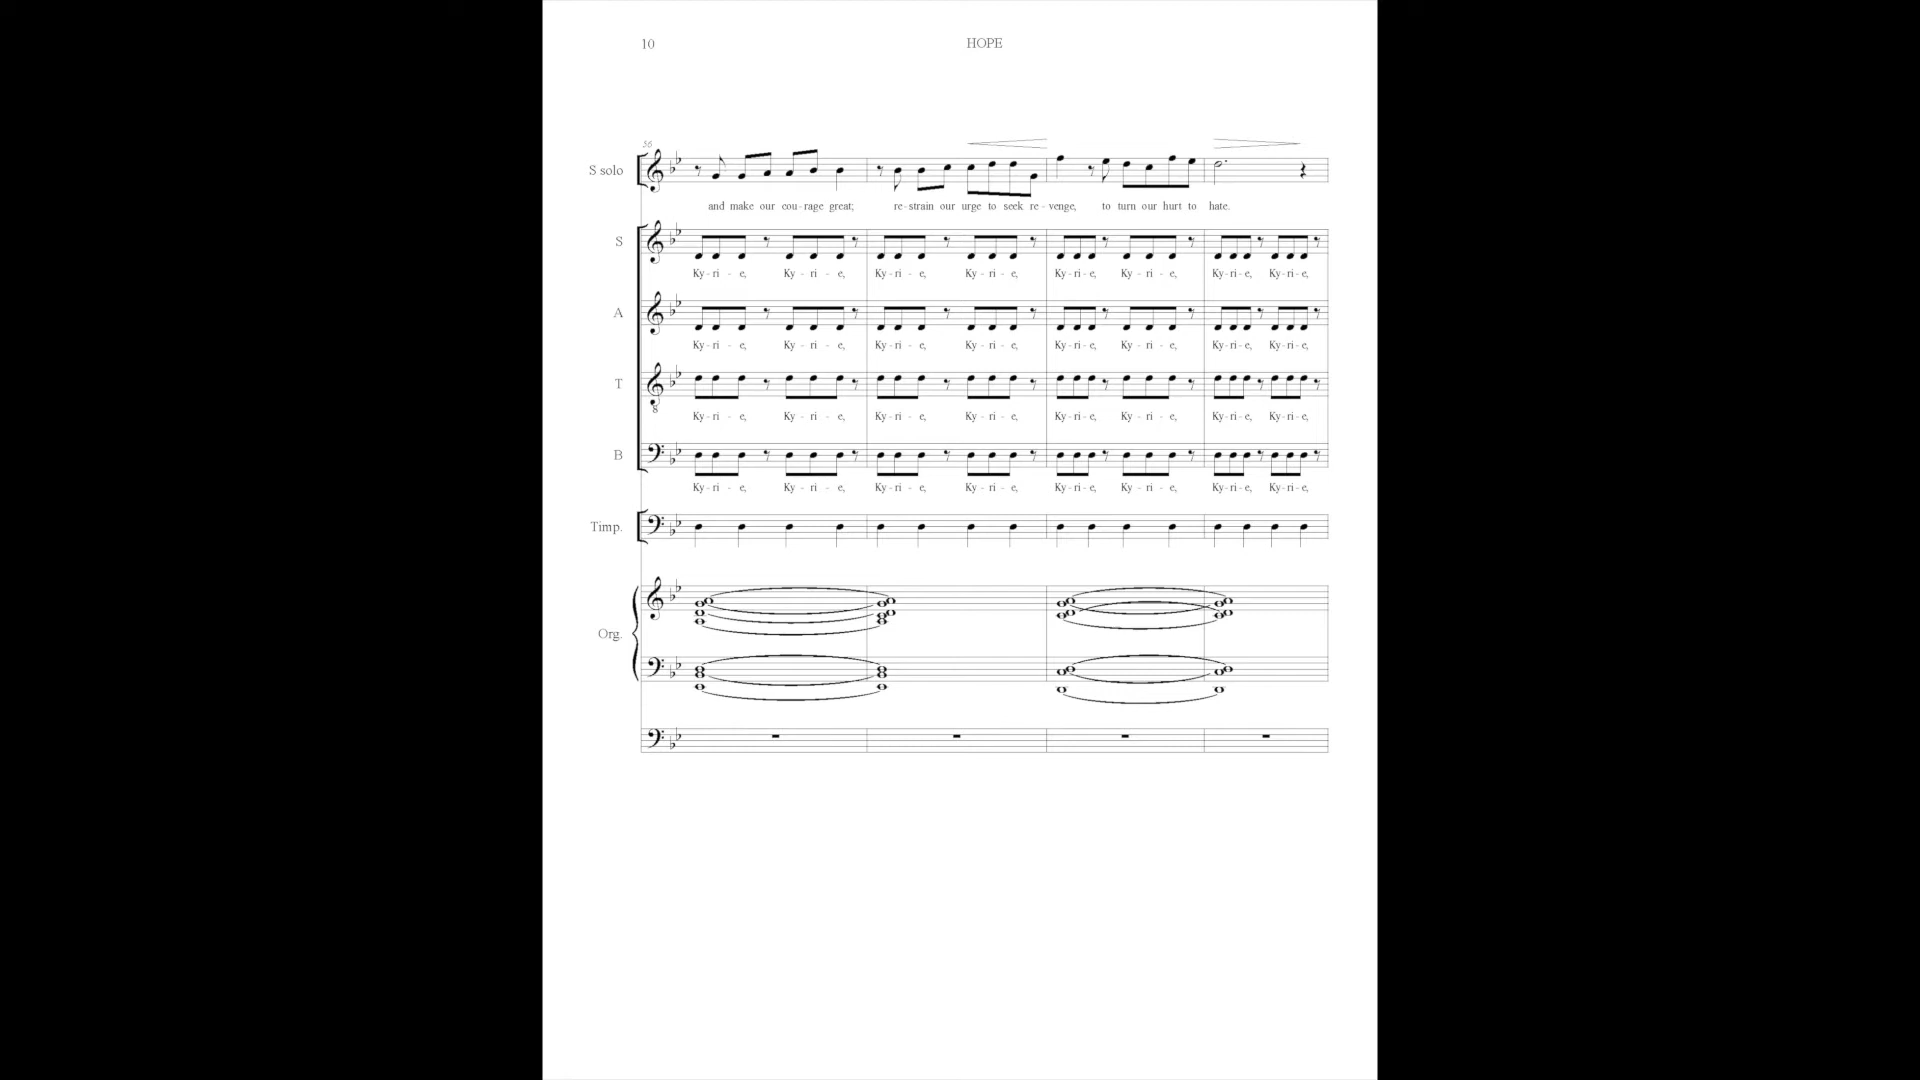 10 HOPE
56
S solo
and make our cou-rage great; re-strain our urge to seek re-venge, to turn our hurt to hate.
S
Ky-ri-e, Ky-ri-e, Ky-ri-e, Ky-ri-e, Ky-ri-e, Ky-ri-e, Ky-ri-e, Ky-ri-e,
A
Ky-ri-e, Ky-ri-e, Ky-ri-e, Ky-ri-e, Ky-ri-e, Ky-ri-e, Ky-ri-e, Ky-ri-e,
T
8
Ky-ri-e, Ky-ri-e, Ky-ri-e, Ky-ri-e, Ky-ri-e, Ky-ri-e, Ky-ri-e, Ky-ri-e,
B
Ky-ri-e, Ky-ri-e, Ky-ri-e, Ky-ri-e, Ky-ri-e, Ky-ri-e, Ky-ri-e, Ky-ri-e,
Timp.
Org.